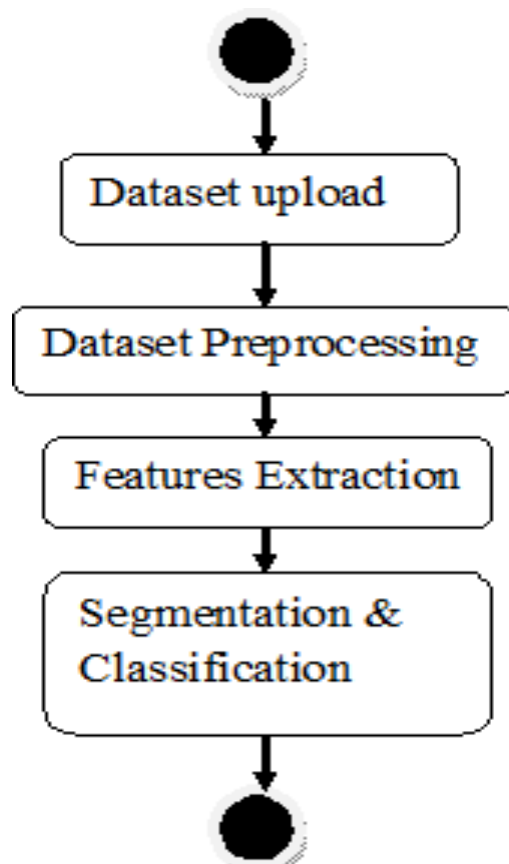 Dataset upload
Dataset Preprocessing
Features Extraction
Segmentation &
Classification